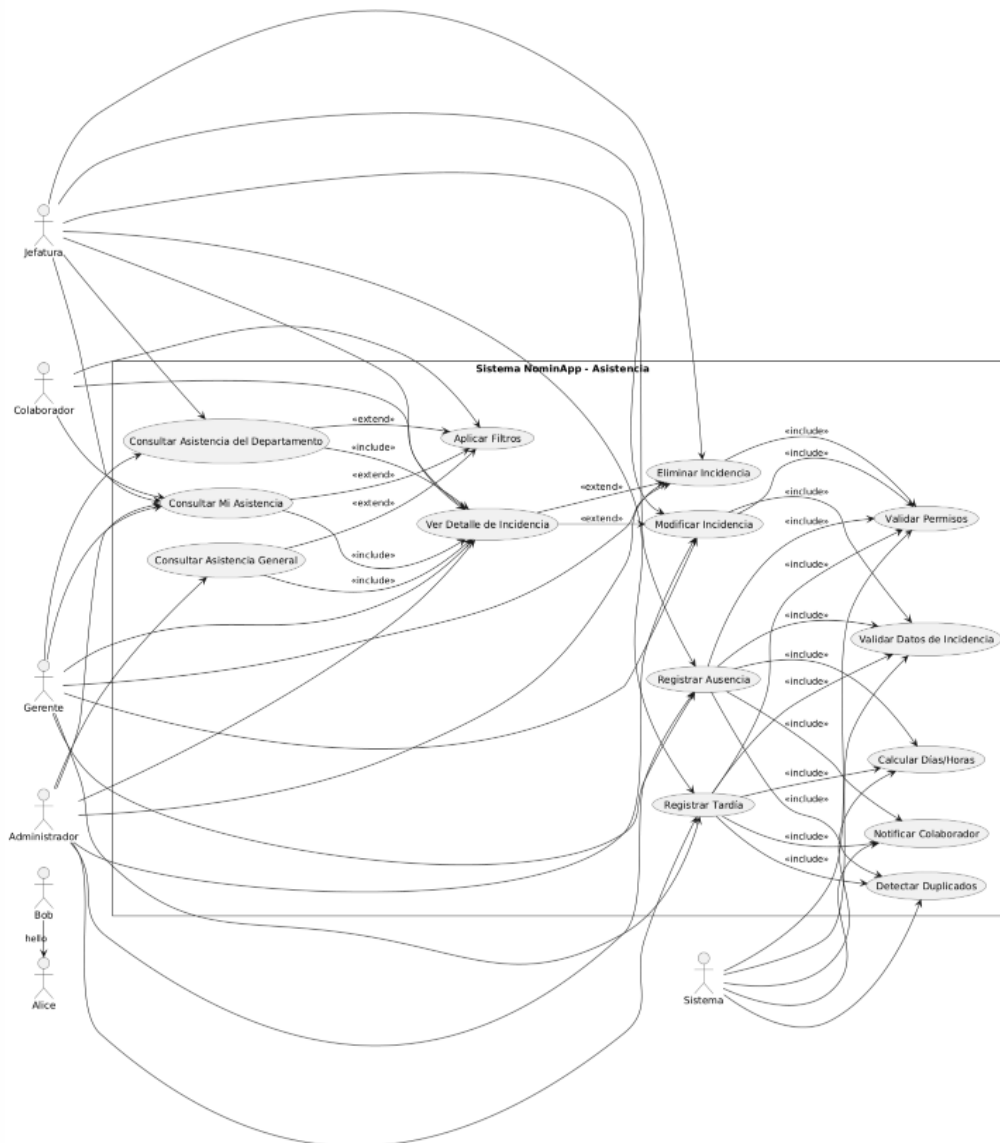 Jefatura
Sistema NominApp - Asistencia
Colaborador
Consultar Asistencia del Departamento
«extend»
Aplicar Filtros
«include»
«include»
«include»
Eliminar Incidencia
«include»
Consultar Mi Asistencia
«extend»
«extend»
«extend»
Ver Detalle de Incidencia
«extend»
Modificar Incidencia
«include»
Validar Permisos
Consultar Asistencia General
«include»
«include»
«include»
«include»
Validar Datos de Incidencia
«include»
Registrar Ausencia
«include»
Gerente
«include»
Calcular Días/Horas
«include»
Registrar Tardía
«include»
Administrador
«include»
Notificar Colaborador
«include»
Detectar Duplicados
Bob
hello
Alice
Sistema